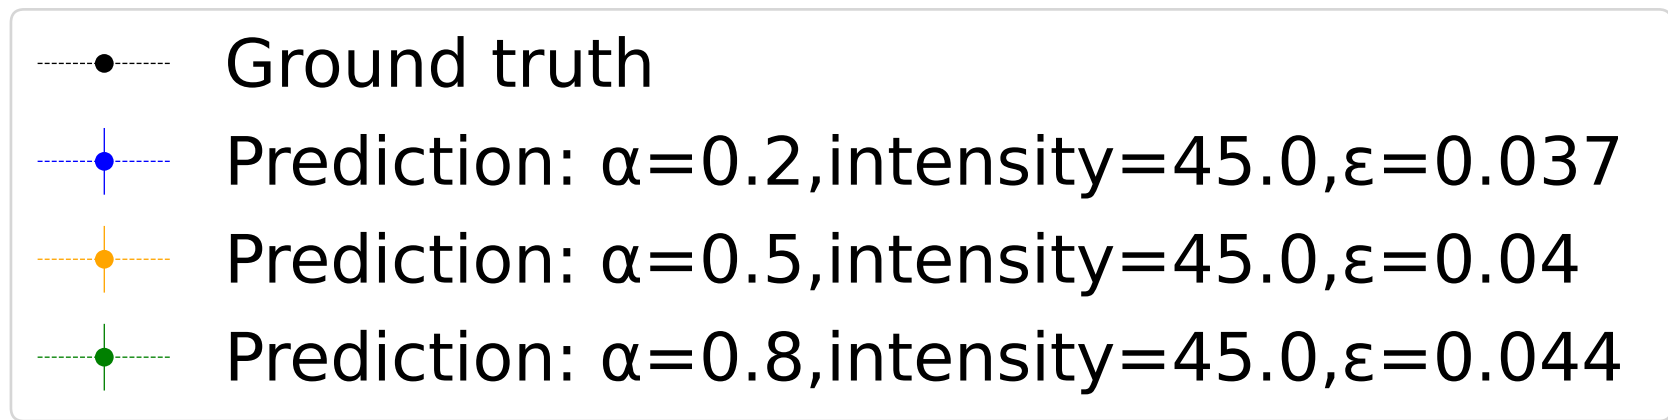 Ground truth
Prediction: α=0.2,intensity=45.0,ε=0.037
Prediction: α=0.5,intensity=45.0,ε=0.04
Prediction: α=0.8,intensity=45.0,ε=0.044